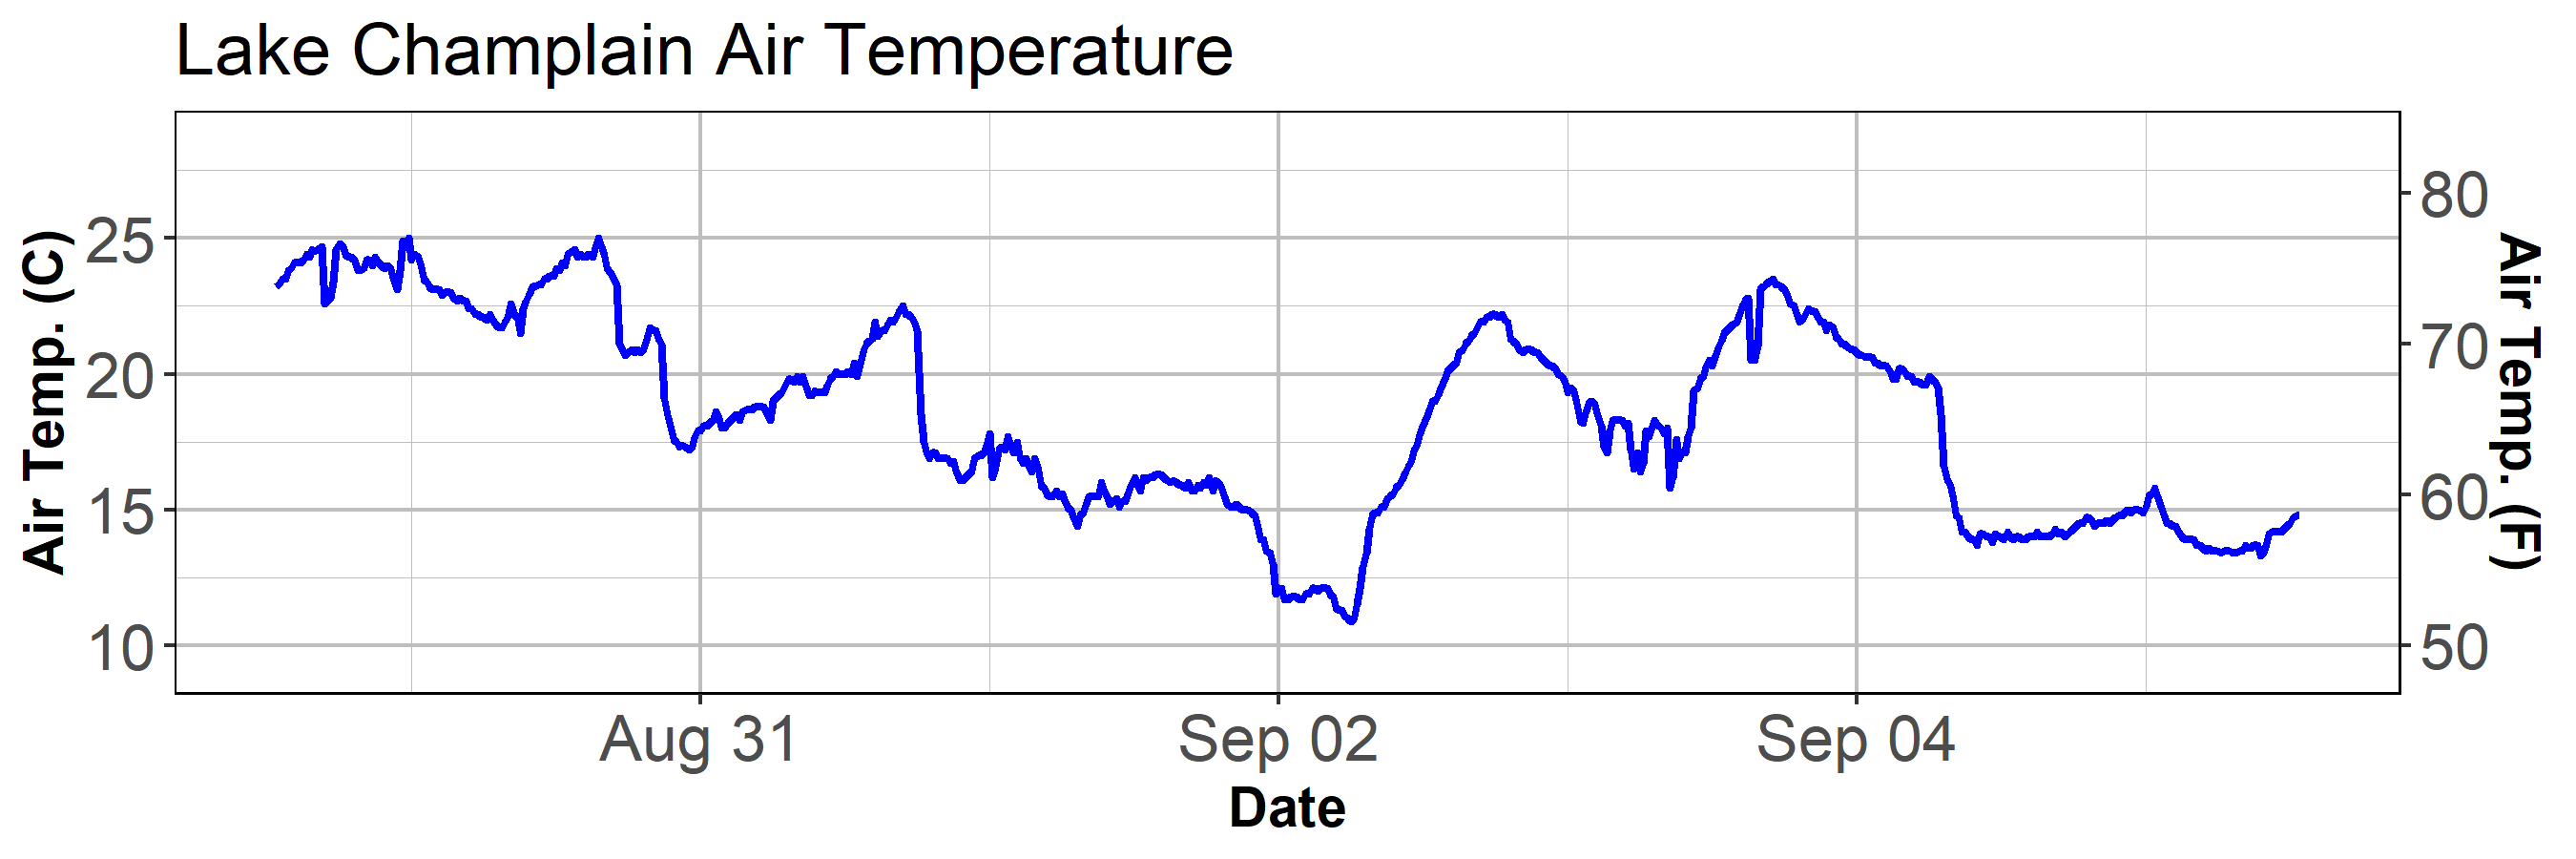 Lake Champlain Air Temperature
Air Temp. (C)
25
20
15
10
80
70
60
50
Air Temp. (F)
Aug 31
Sep 02
Sep 04
Date